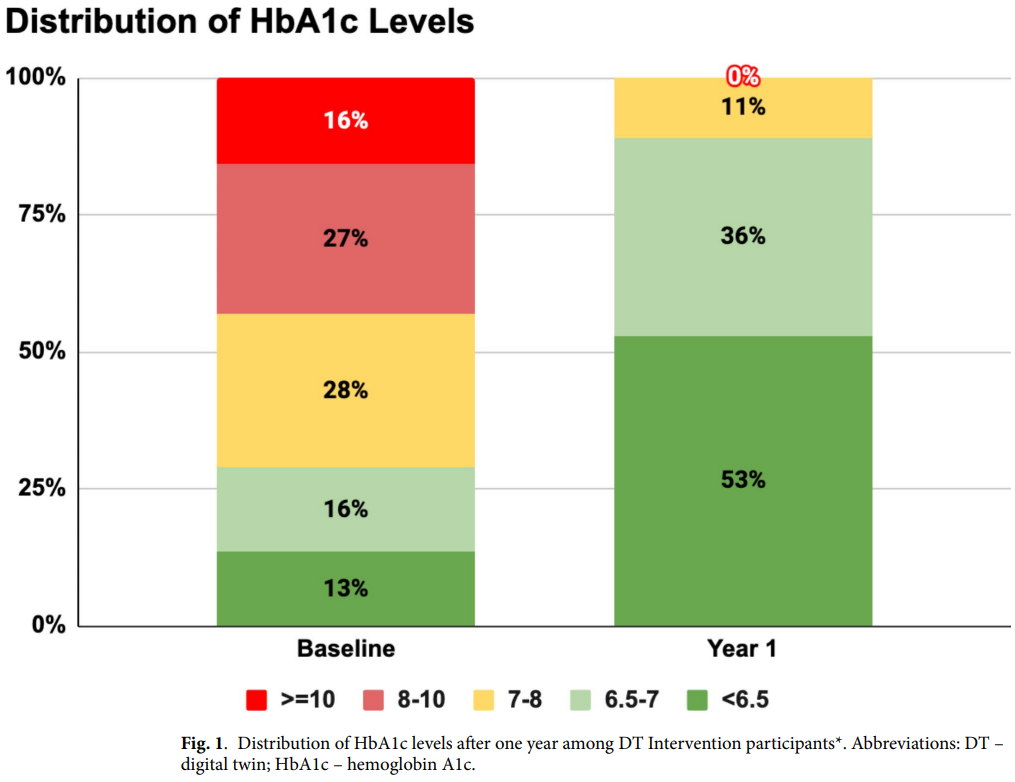 Distribution of HbA1c Levels
100%
0%
16%
11%
75%
27%
36%
50%
28%
53%
25%
16%
13%
0%
Baseline Year 1
>=10 8-10 7-8 6.5-7 <6.5
Fig. 1. Distribution of HbA1c levels after one year among DT Intervention participants*. Abbreviations: DT –
digital twin; HbA1c – hemoglobin A1c.